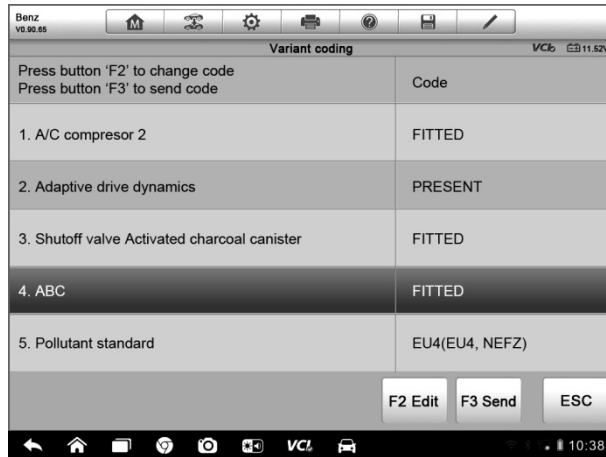 Benz
V0.90.65
M
Variant coding
VCI 11.52V
Press button ‘F2’ to change code
Press button ‘F3’ to send code
Code
1. A/C compresor 2
FITTED
2. Adaptive drive dynamics
PRESENT
3. Shutoff valve Activated charcoal canister
FITTED
4. ABC
FITTED
5. Pollutant standard
EU4(EU4, NEFZ)
F2 Edit
F3 Send
ESC
VCI
10:38